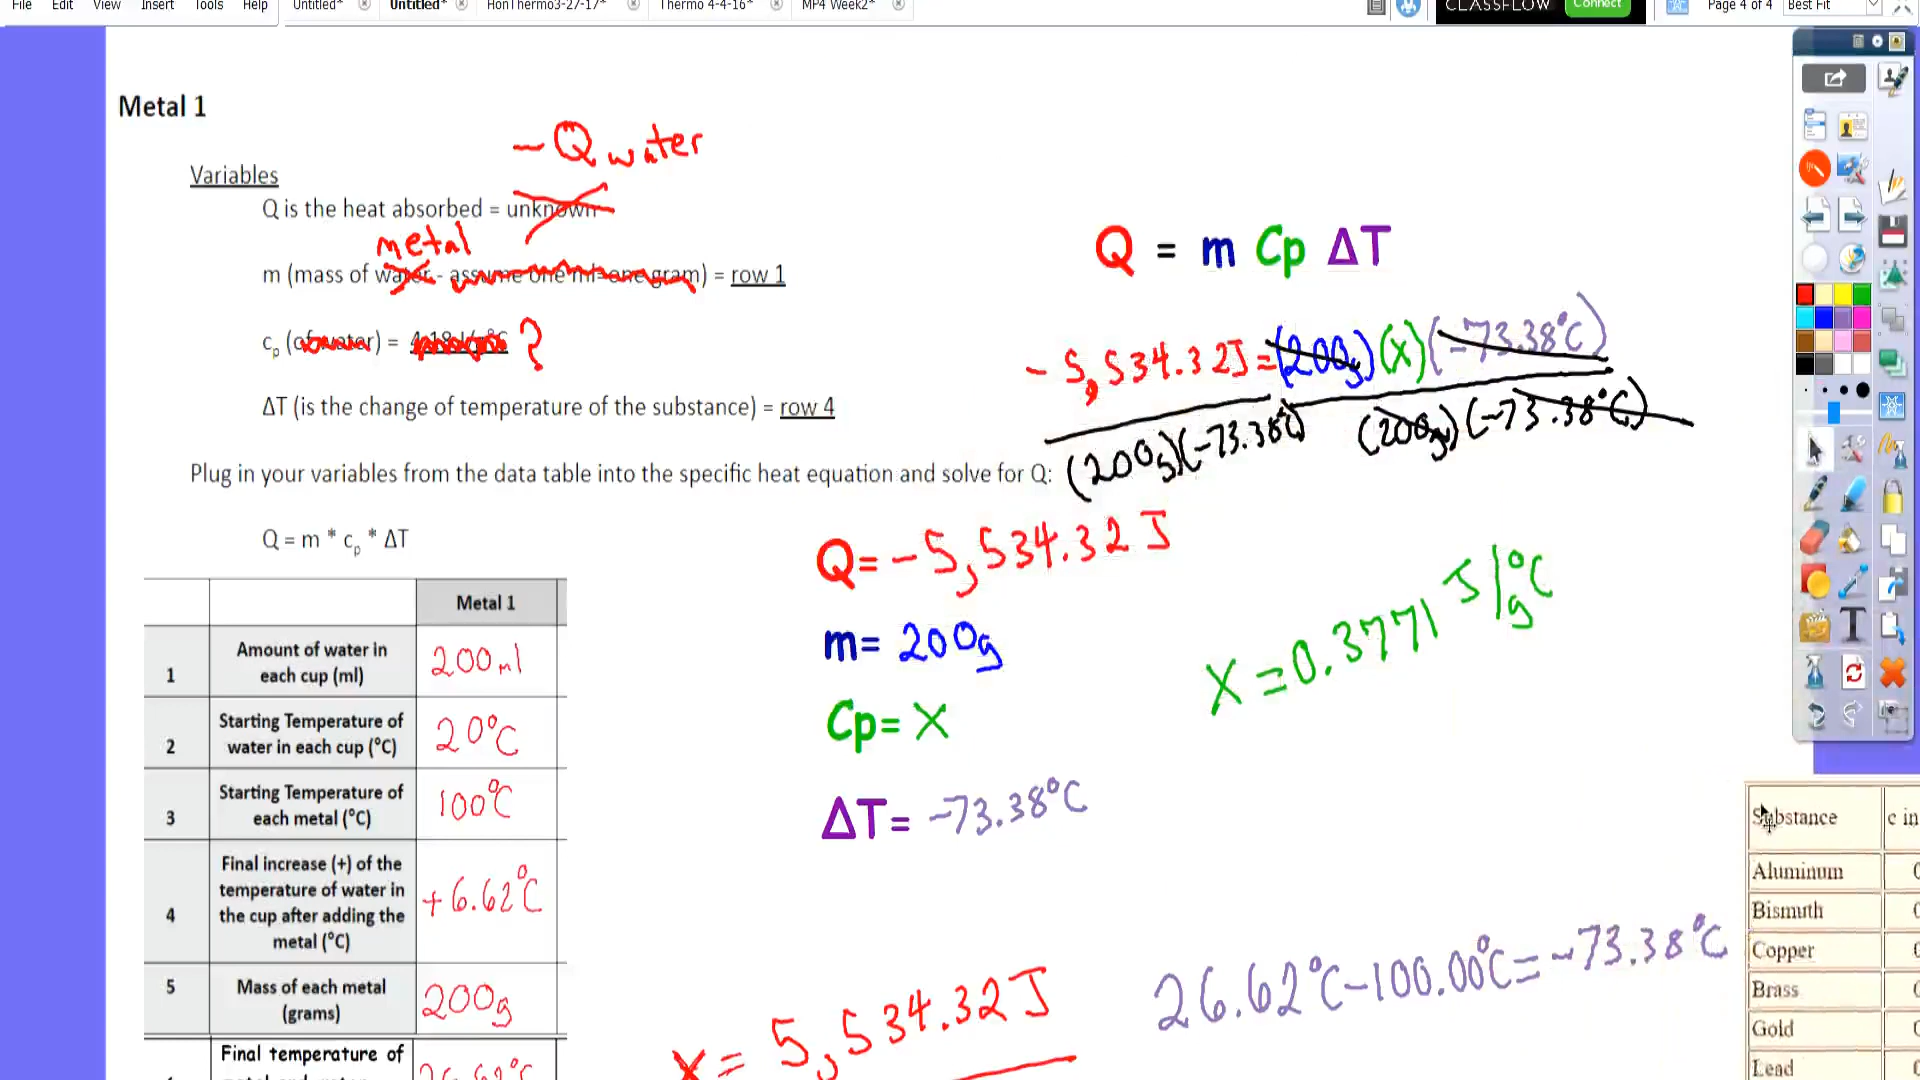 File Edit View Insert Tools Help Untitled* Untitled* HonThermo3-27-17* Thermo 4-4-16* MP4 Week2* CLASSFLOW Connect Page 4 of 4 Best Fit
Metal 1
- Q water
Variables
Q is the heat absorbed = unknown
metal
m (mass of water - assume one ml=one gram) = row 1
cp (of water) = ?
ΔT (is the change of temperature of the substance) = row 4
Plug in your variables from the data table into the specific heat equation and solve for Q:
Q = m * cp * ΔT
Q = m Cp ΔT
-5,534.32J=(200g)(x)(-73.38°C)
(200g)(-73.38°C) (200g)(-73.38°C)
Q= -5,534.32 J
m= 200g
Cp= X
ΔT= -73.38°C
X = 0.3771 J/g°C
26.62°C-100.00°C=-73.38°C
x = 5,534.32J
Metal 1
1 Amount of water in each cup (ml) 200ml
2 Starting Temperature of water in each cup (°C) 20°C
3 Starting Temperature of each metal (°C) 100°C
4 Final increase (+) of the temperature of water in the cup after adding the metal (°C) +6.62°C
5 Mass of each metal (grams) 200g
Final temperature of 26.62°C
Substance c in
Aluminum
Bismuth
Copper
Brass
Gold
Lead